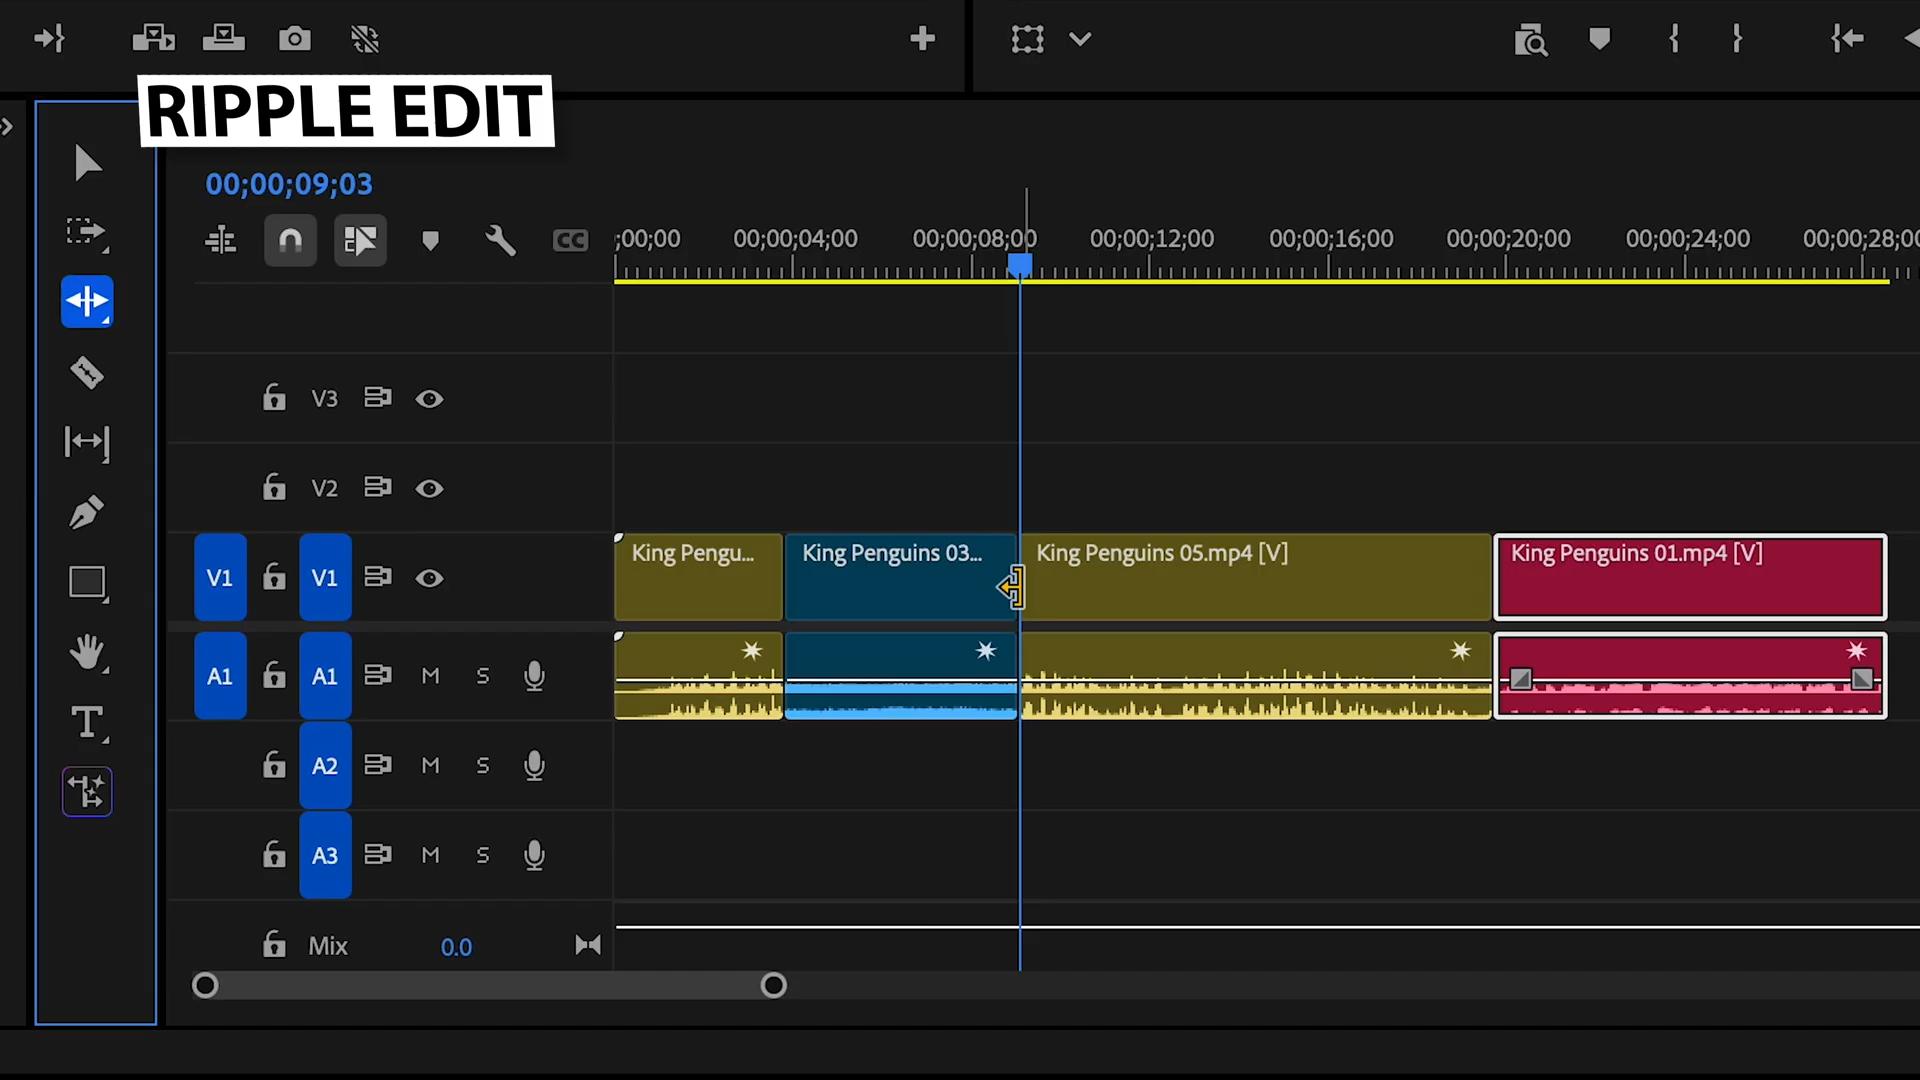 RIPPLE EDIT
00;00;09;03
CC
;00;00
00;00;04;00
00;00;08;00
00;00;12;00
00;00;16;00
00;00;20;00
00;00;24;00
00;00;28;00
V3
V2
V1
V1
King Pengu...
King Penguins 03...
King Penguins 05.mp4 [V]
King Penguins 01.mp4 [V]
A1
A1
M
S
T
A2
M
S
A3
M
S
Mix
0.0